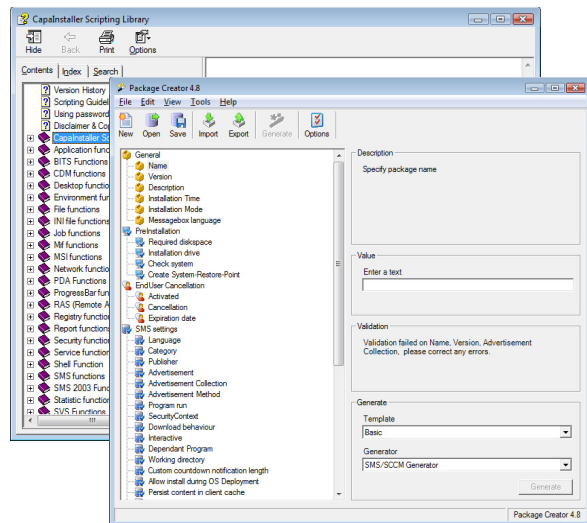 CapaInstaller Scripting Library
Hide Back Print Options
Contents Index Search
Version History
Scripting Guidel
Using password
Disclaimer & Co
CapaInstaller Sc
Application func
BITS Functions
CDM functions
Desktop functio
Environment fun
File functions
INI file functions
Job functions
Mif functions
MSI functions
Network functio
PDA Functions
ProgressBar fun
RAS (Remote A
Registry function
Report functions
Security function
Service function
Shell Function
SMS functions
SMS 2003 Func
Statistic function
SVS Functions
Package Creator 4.8
File Edit View Tools Help
New Open Save Import Export Generate Options
General
Name
Version
Description
Installation Time
Installation Mode
Messagebox language
PreInstallation
Required diskspace
Installation drive
Check system
Create System-Restore-Point
EndUser Cancellation
Activated
Cancellation
Expiration date
SMS settings
Language
Category
Publisher
Advertisement
Advertisement Collection
Advertisement Method
Program run
SecurityContext
Download behaviour
Interactive
Dependant Program
Working directory
Custom countdown notification length
Allow install during OS Deployment
Persist content in client cache
Description
Specify package name
Value
Enter a text
Validation
Validation failed on Name, Version, Advertisement
Collection, please correct any errors.
Generate
Template
Basic
Generator
SMS/SCCM Generator
Generate
Package Creator 4.8